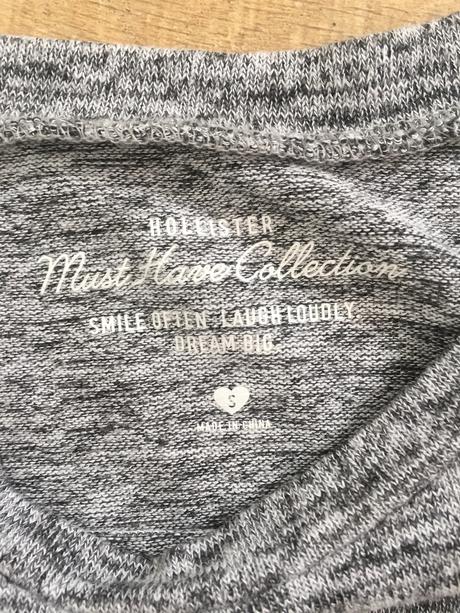 HOLLISTER
Must Have Collection
SMILE OFTEN. LAUGH LOUDLY.
DREAM BIG.
S
MADE IN CHINA